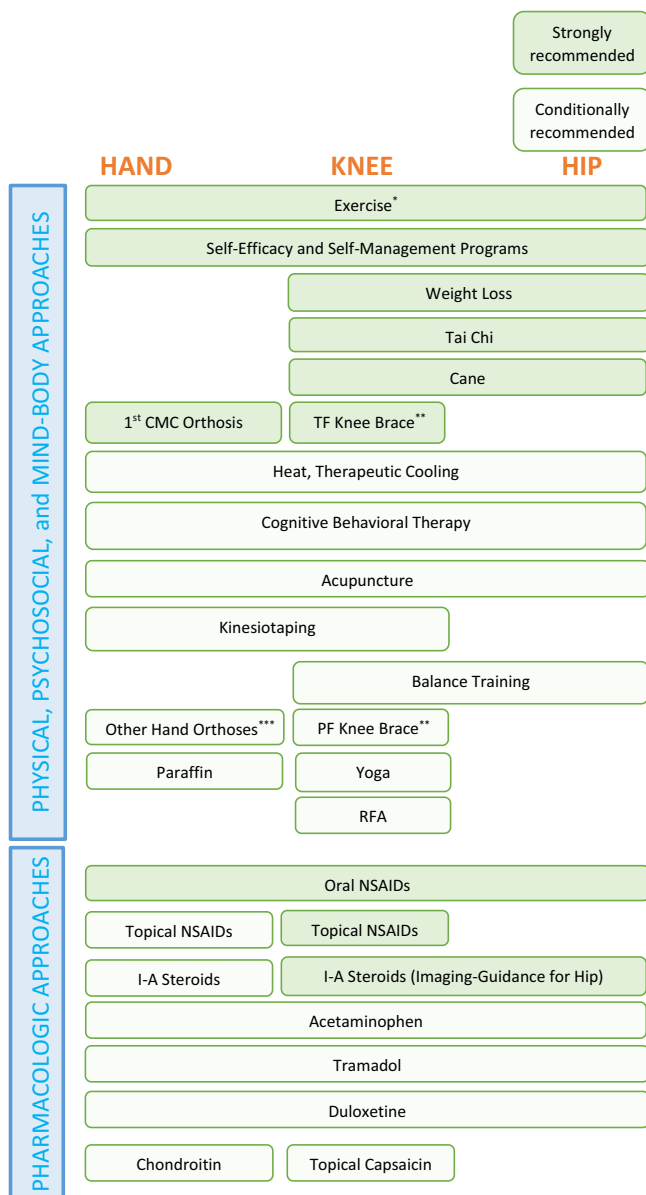 Strongly
recommended
Conditionally
recommended
HAND KNEE HIP
PHYSICAL, PSYCHOSOCIAL, and MIND-BODY APPROACHES
Exercise*
Self-Efficacy and Self-Management Programs
Weight Loss
Tai Chi
Cane
1st CMC Orthosis TF Knee Brace**
Heat, Therapeutic Cooling
Cognitive Behavioral Therapy
Acupuncture
Kinesiotaping
Balance Training
Other Hand Orthoses*** PF Knee Brace**
Paraffin Yoga
RFA
PHARMACOLOGIC APPROACHES
Oral NSAIDs
Topical NSAIDs Topical NSAIDs
I-A Steroids I-A Steroids (Imaging-Guidance for Hip)
Acetaminophen
Tramadol
Duloxetine
Chondroitin Topical Capsaicin